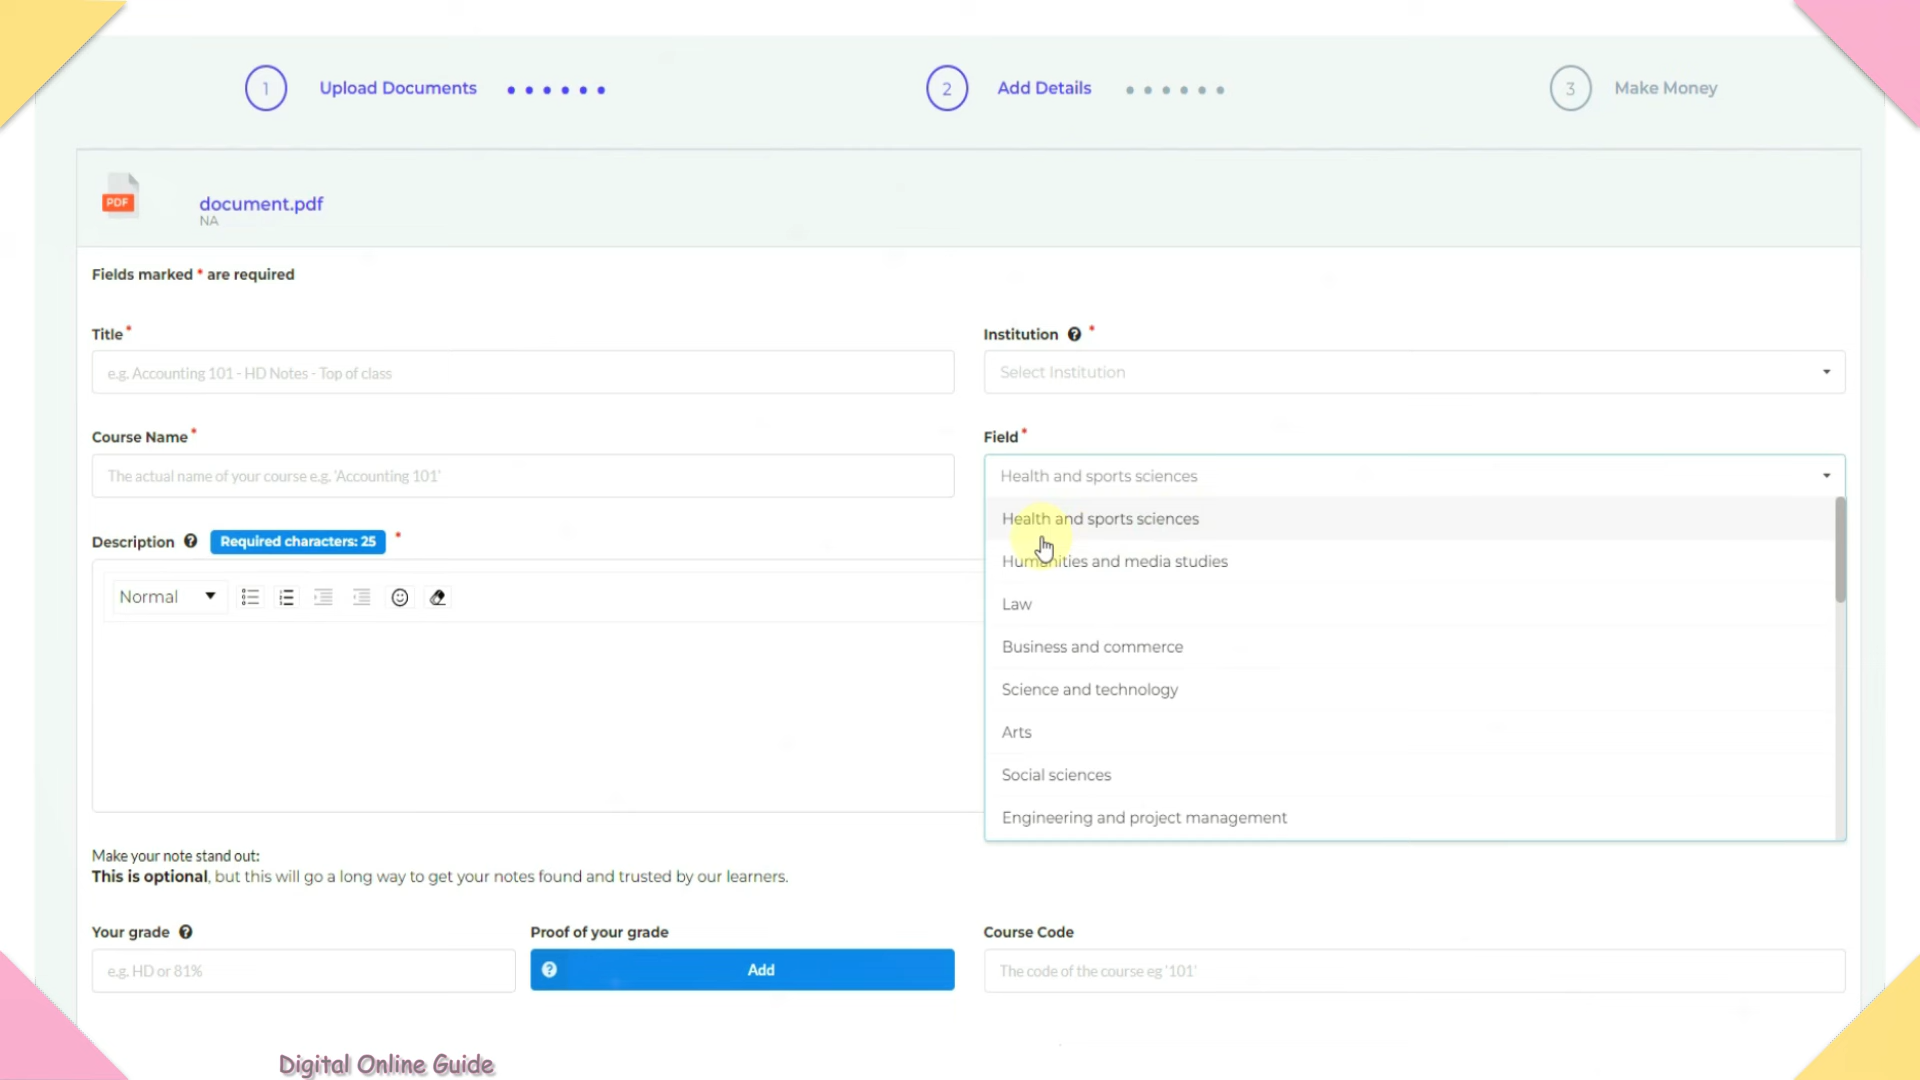 1 Upload Documents
2 Add Details
3 Make Money
PDF
document.pdf
NA
Fields marked * are required
Title *
e.g. Accounting 101 - HD Notes - Top of class
Institution ? *
Select Institution
Course Name *
The actual name of your course e.g. 'Accounting 101'
Field *
Health and sports sciences
Health and sports sciences
Humanities and media studies
Law
Business and commerce
Science and technology
Arts
Social sciences
Engineering and project management
Description ? Required characters: 25 *
Normal
Make your note stand out:
This is optional, but this will go a long way to get your notes found and trusted by our learners.
Your grade ?
e.g. HD or 81%
Proof of your grade
? Add
Course Code
The code of the course eg '101'
Digital Online Guide